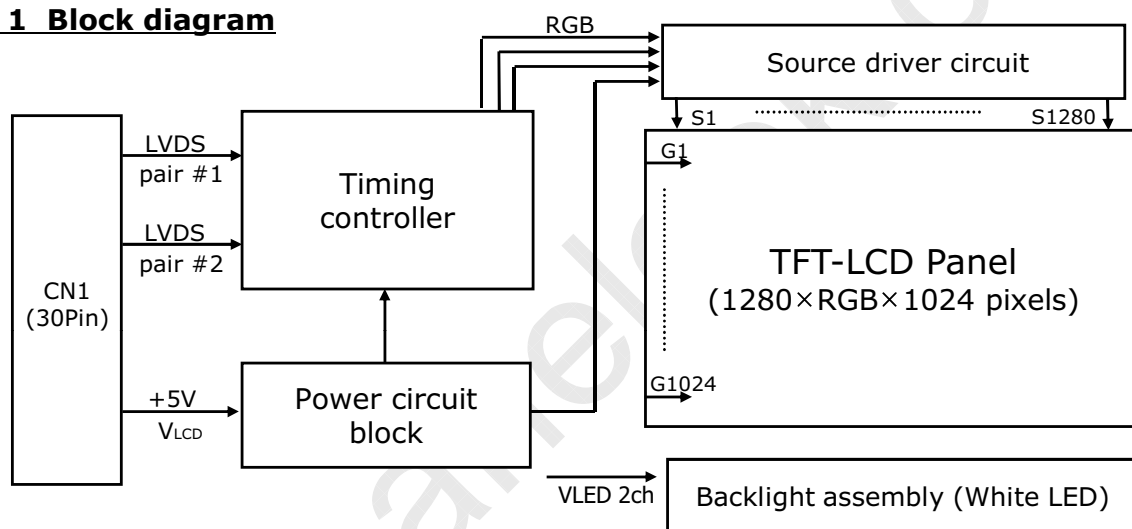 1 Block diagram
RGB
Source driver circuit
S1
S1280
CN1
(30Pin)
LVDS
pair #1
LVDS
pair #2
Timing
controller
G1
TFT-LCD Panel
(1280×RGB×1024 pixels)
G1024
+5V
VLCD
Power circuit
block
VLED 2ch
Backlight assembly (White LED)